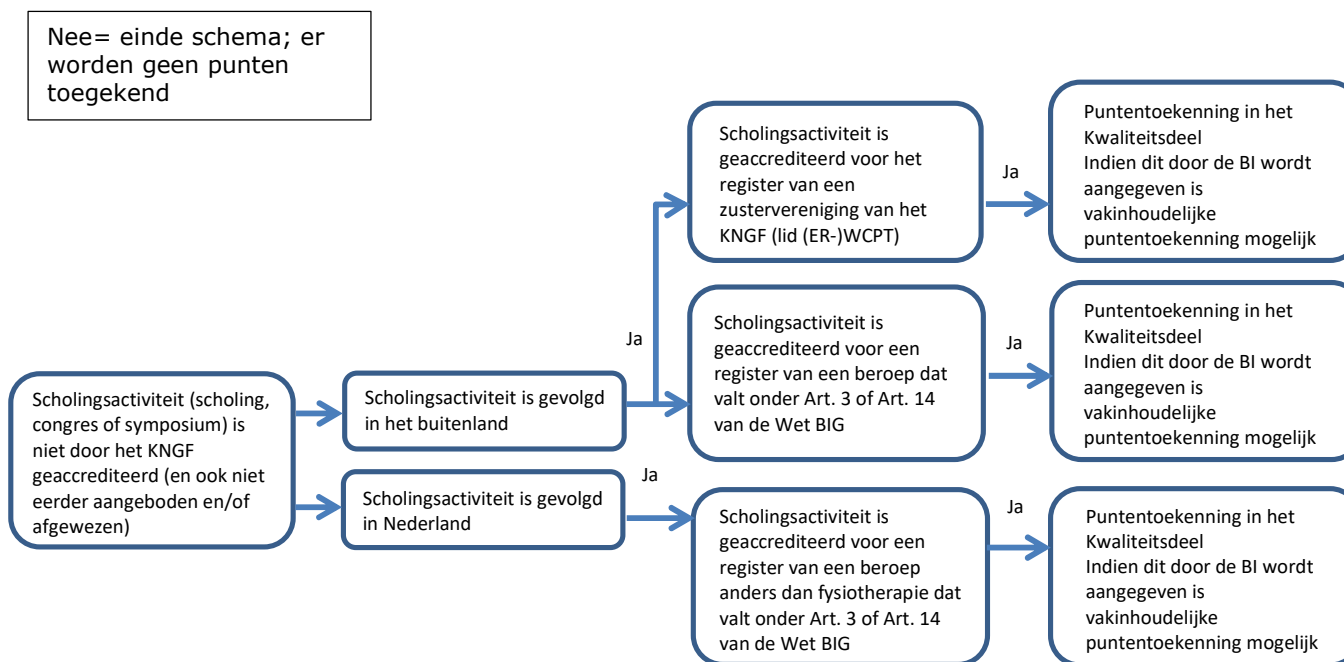 Nee= einde schema; er
worden geen punten
toegekend
Scholingsactiviteit (scholing,
congres of symposium) is
niet door het KNGF
geaccrediteerd (en ook niet
eerder aangeboden en/of
afgewezen)
Scholingsactiviteit is gevolgd
in het buitenland
Ja
Scholingsactiviteit is
geaccrediteerd voor het
register van een
zustervereniging van het
KNGF (lid (ER-)WCPT)
Ja
Puntentoekenning in het
Kwaliteitsdeel
Indien dit door de BI wordt
aangegeven is
vakinhoudelijke
puntentoekenning mogelijk
Scholingsactiviteit is
geaccrediteerd voor een
register van een beroep dat
valt onder Art. 3 of Art. 14
van de Wet BIG
Ja
Puntentoekenning in het
Kwaliteitsdeel
Indien dit door de BI wordt
aangegeven is
vakinhoudelijke
puntentoekenning mogelijk
Scholingsactiviteit is gevolgd
in Nederland
Ja
Scholingsactiviteit is
geaccrediteerd voor een
register van een beroep
anders dan fysiotherapie dat
valt onder Art. 3 of Art. 14
van de Wet BIG
Ja
Puntentoekenning in het
Kwaliteitsdeel
Indien dit door de BI wordt
aangegeven is
vakinhoudelijke
puntentoekenning mogelijk